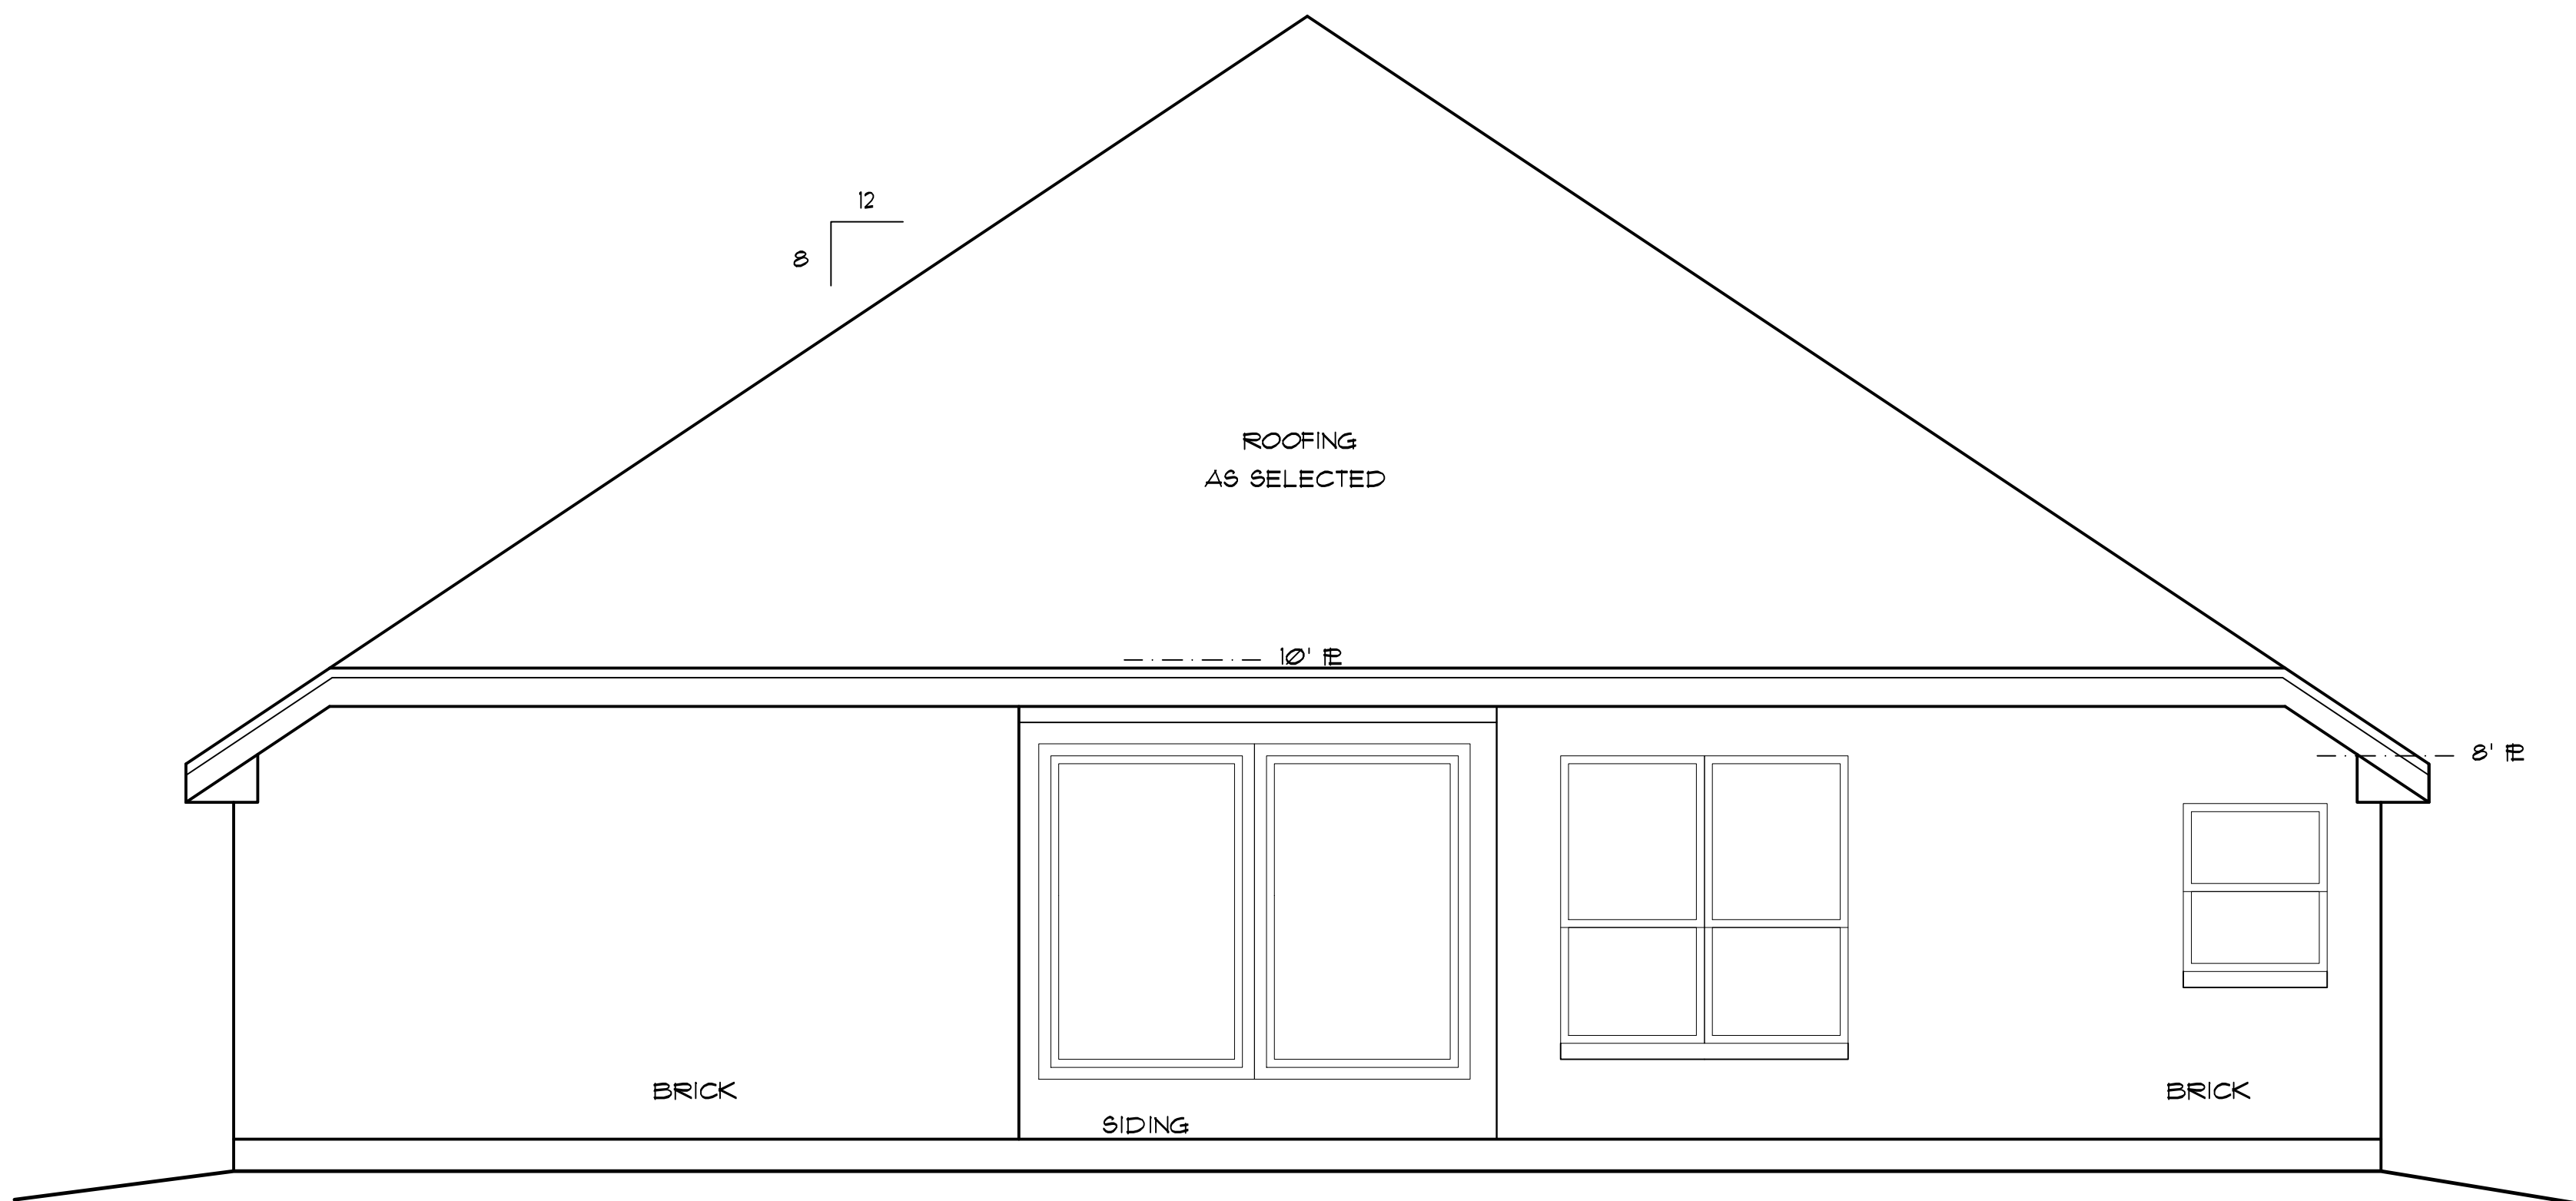 12
8
ROOFING
AS SELECTED
10' PL
8' PL
BRICK
BRICK
SIDING